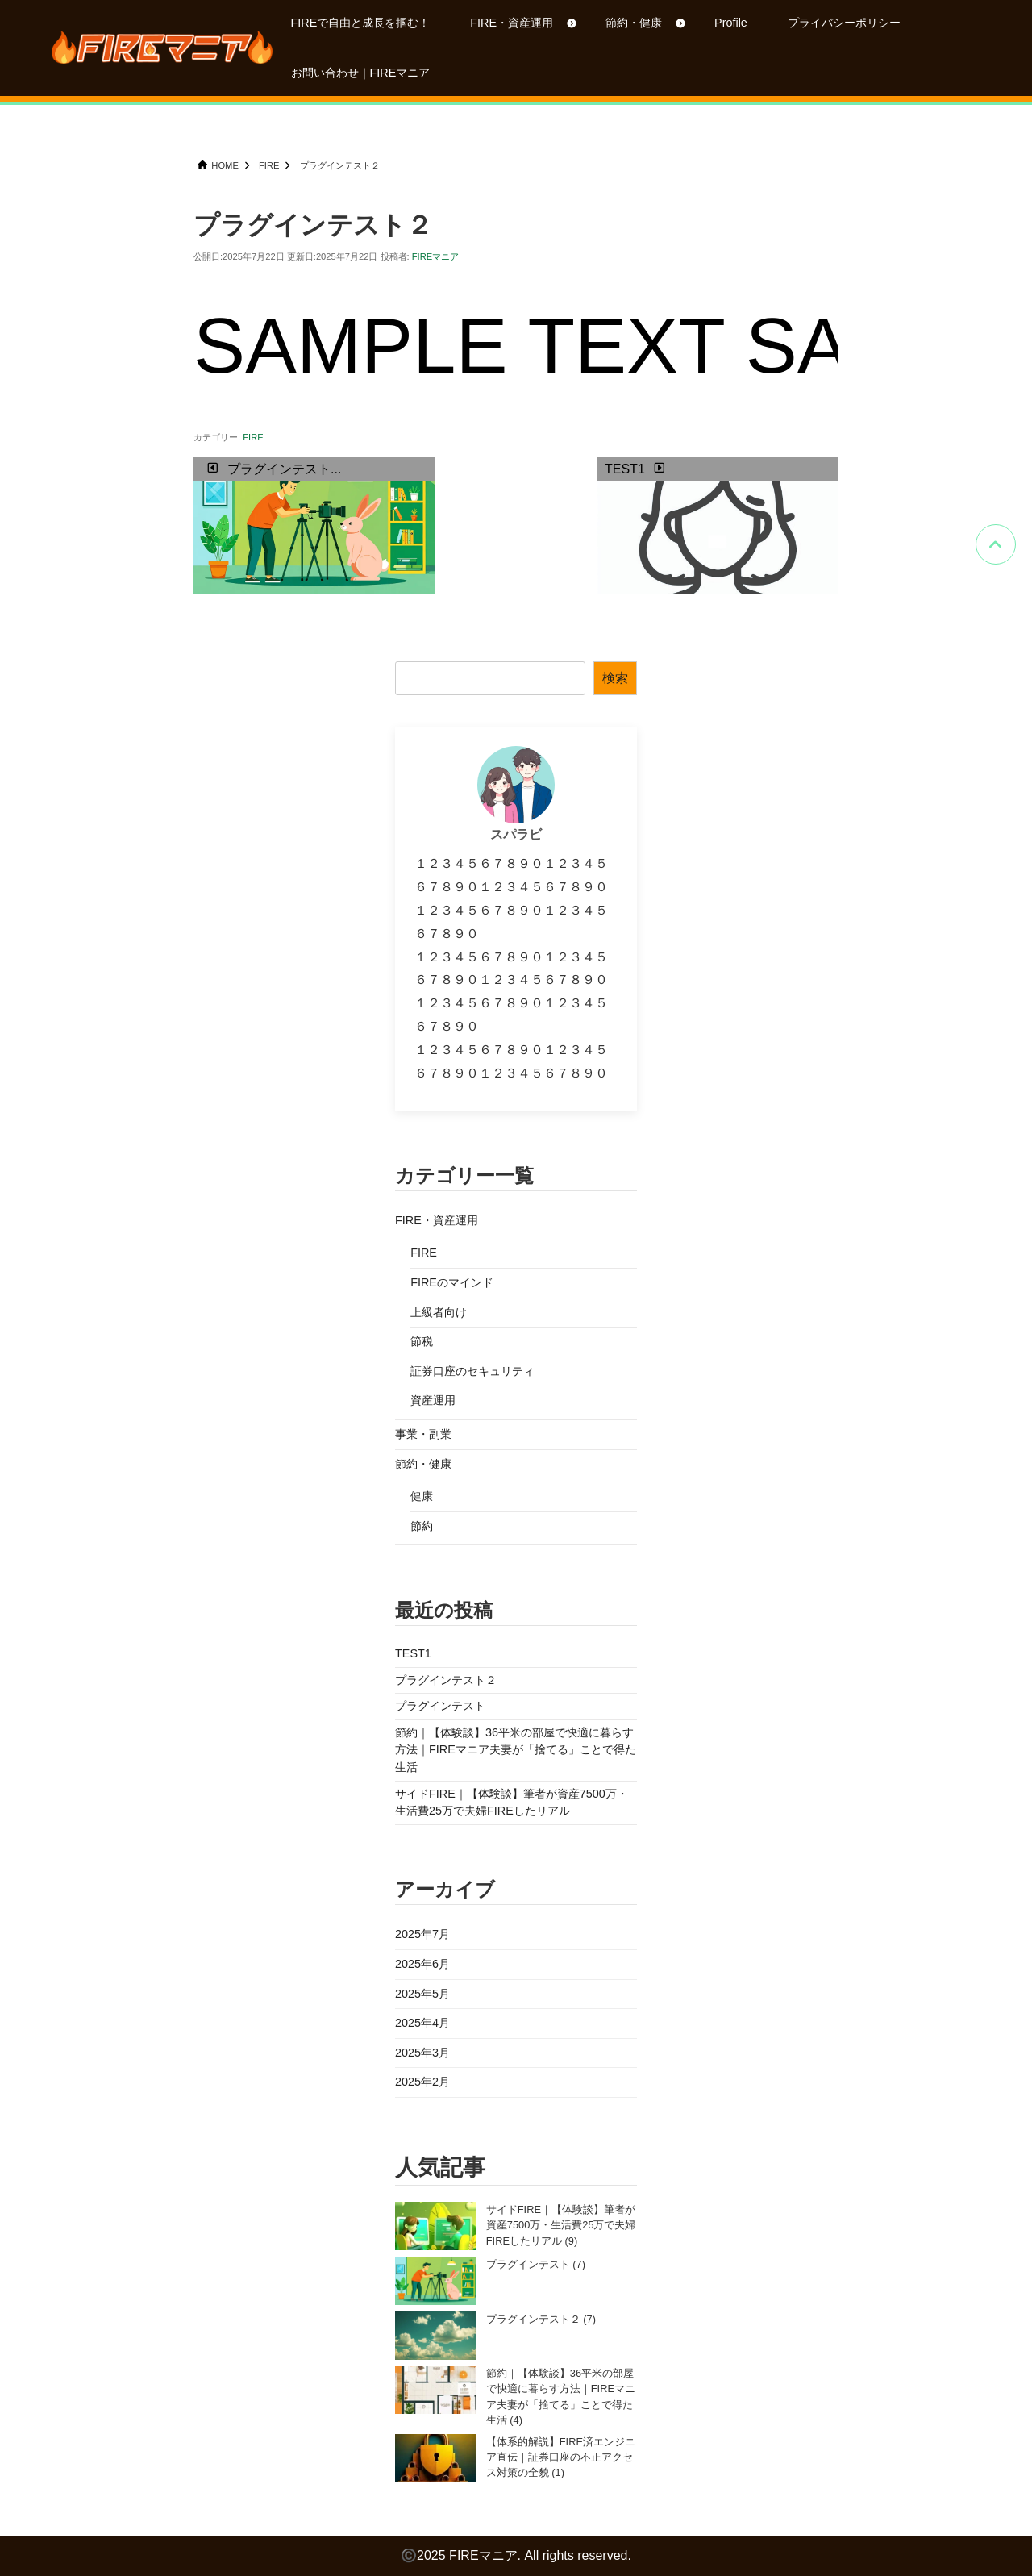 FIREマニア
FIREで自由と成長を掴む！
FIRE・資産運用
節約・健康
Profile
プライバシーポリシー
お問い合わせ｜FIREマニア
HOME
FIRE
プラグインテスト２
プラグインテスト２
公開日:2025年7月22日 更新日:2025年7月22日 投稿者: FIREマニア
SAMPLE TEXT SA
カテゴリー: FIRE
プラグインテスト...
TEST1
検索
スパラビ
１２３４５６７８９０１２３４５
６７８９０１２３４５６７８９０
１２３４５６７８９０１２３４５
６７８９０
１２３４５６７８９０１２３４５
６７８９０１２３４５６７８９０
１２３４５６７８９０１２３４５
６７８９０
１２３４５６７８９０１２３４５
６７８９０１２３４５６７８９０
カテゴリー一覧
FIRE・資産運用
FIRE
FIREのマインド
上級者向け
節税
証券口座のセキュリティ
資産運用
事業・副業
節約・健康
健康
節約
最近の投稿
TEST1
プラグインテスト２
プラグインテスト
節約｜【体験談】36平米の部屋で快適に暮らす
方法｜FIREマニア夫妻が「捨てる」ことで得た
生活
サイドFIRE｜【体験談】筆者が資産7500万・
生活費25万で夫婦FIREしたリアル
アーカイブ
2025年7月
2025年6月
2025年5月
2025年4月
2025年3月
2025年2月
人気記事
サイドFIRE｜【体験談】筆者が
資産7500万・生活費25万で夫婦
FIREしたリアル (9)
プラグインテスト (7)
プラグインテスト２ (7)
節約｜【体験談】36平米の部屋
で快適に暮らす方法｜FIREマニ
ア夫妻が「捨てる」ことで得た
生活 (4)
【体系的解説】FIRE済エンジニ
ア直伝｜証券口座の不正アクセ
ス対策の全貌 (1)
©2025 FIREマニア. All rights reserved.